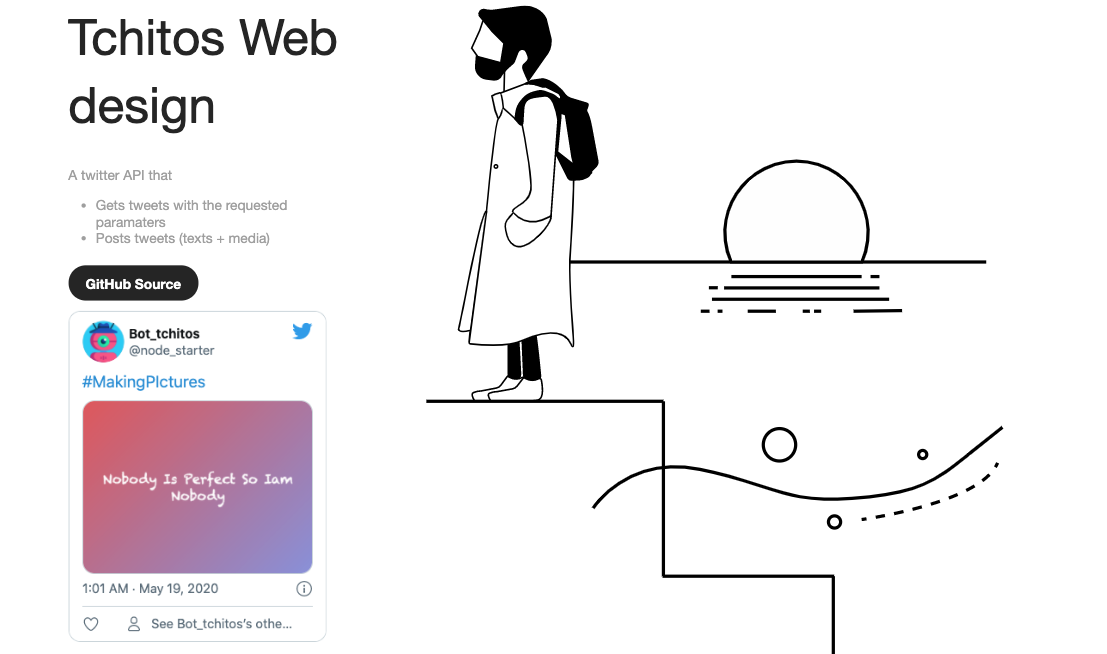 Tchitos Web
design
A twitter API that
Gets tweets with the requested
paramaters
Posts tweets (texts + media)
GitHub Source
Bot_tchitos
@node_starter
#MakingPIctures
Nobody Is Perfect So Iam
Nobody
1:01 AM · May 19, 2020
See Bot_tchitos's othe...